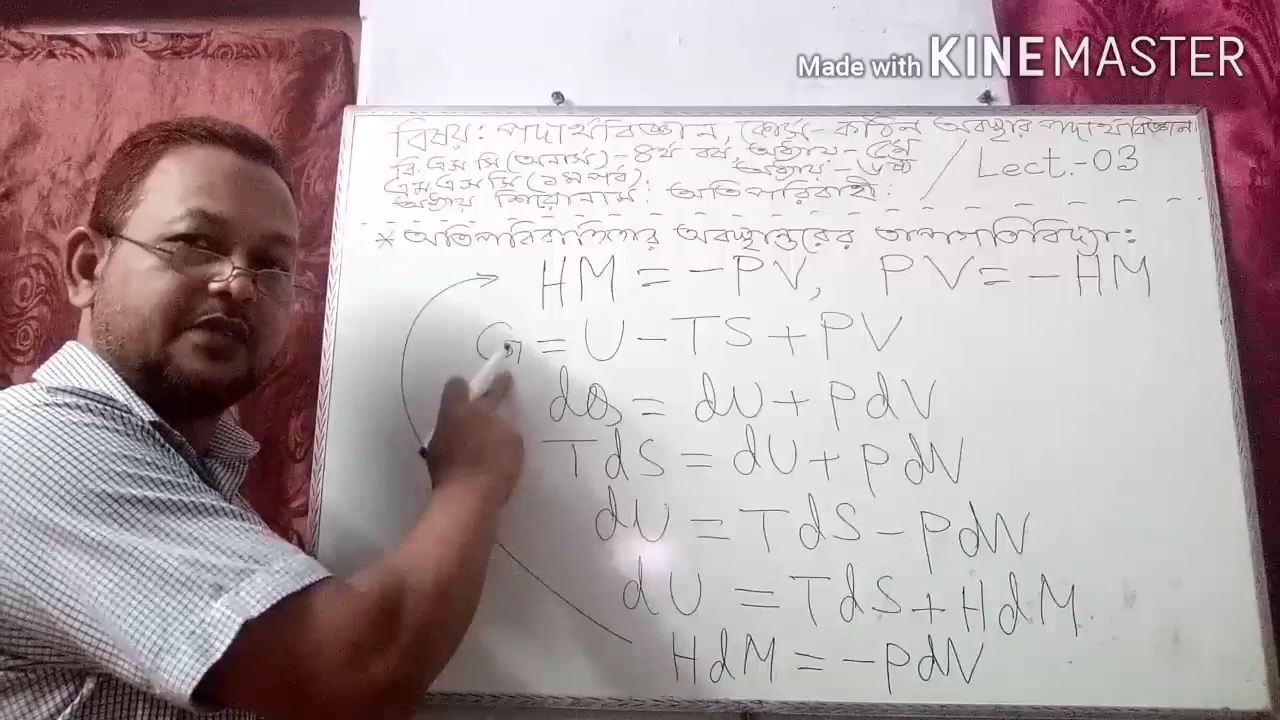 Made with KINEMASTER
বিষয়: পদার্থবিজ্ঞান, কোর্স - কঠিন অবস্থার পদার্থবিজ্ঞান
বি.এস সি (অনার্স) - ৪র্থ বর্ষ, অধ্যায় - ৫ম
এম.এস সি (১ম পর্ব) অধ্যায় - ৬ষ্ঠ
Lect.-03
অধ্যায় শিরোনাম: অতিপরিবাহী:
* অতিপরিবাহিতার অবস্থান্তরের তাপগতিবিদ্যা:
HM = -PV, PV = -HM
G = U - TS + PV
dQ = dU + PdV
TdS = dU + PdV
dU = TdS - PdV
dU = TdS + HdM
HdM = -PdV